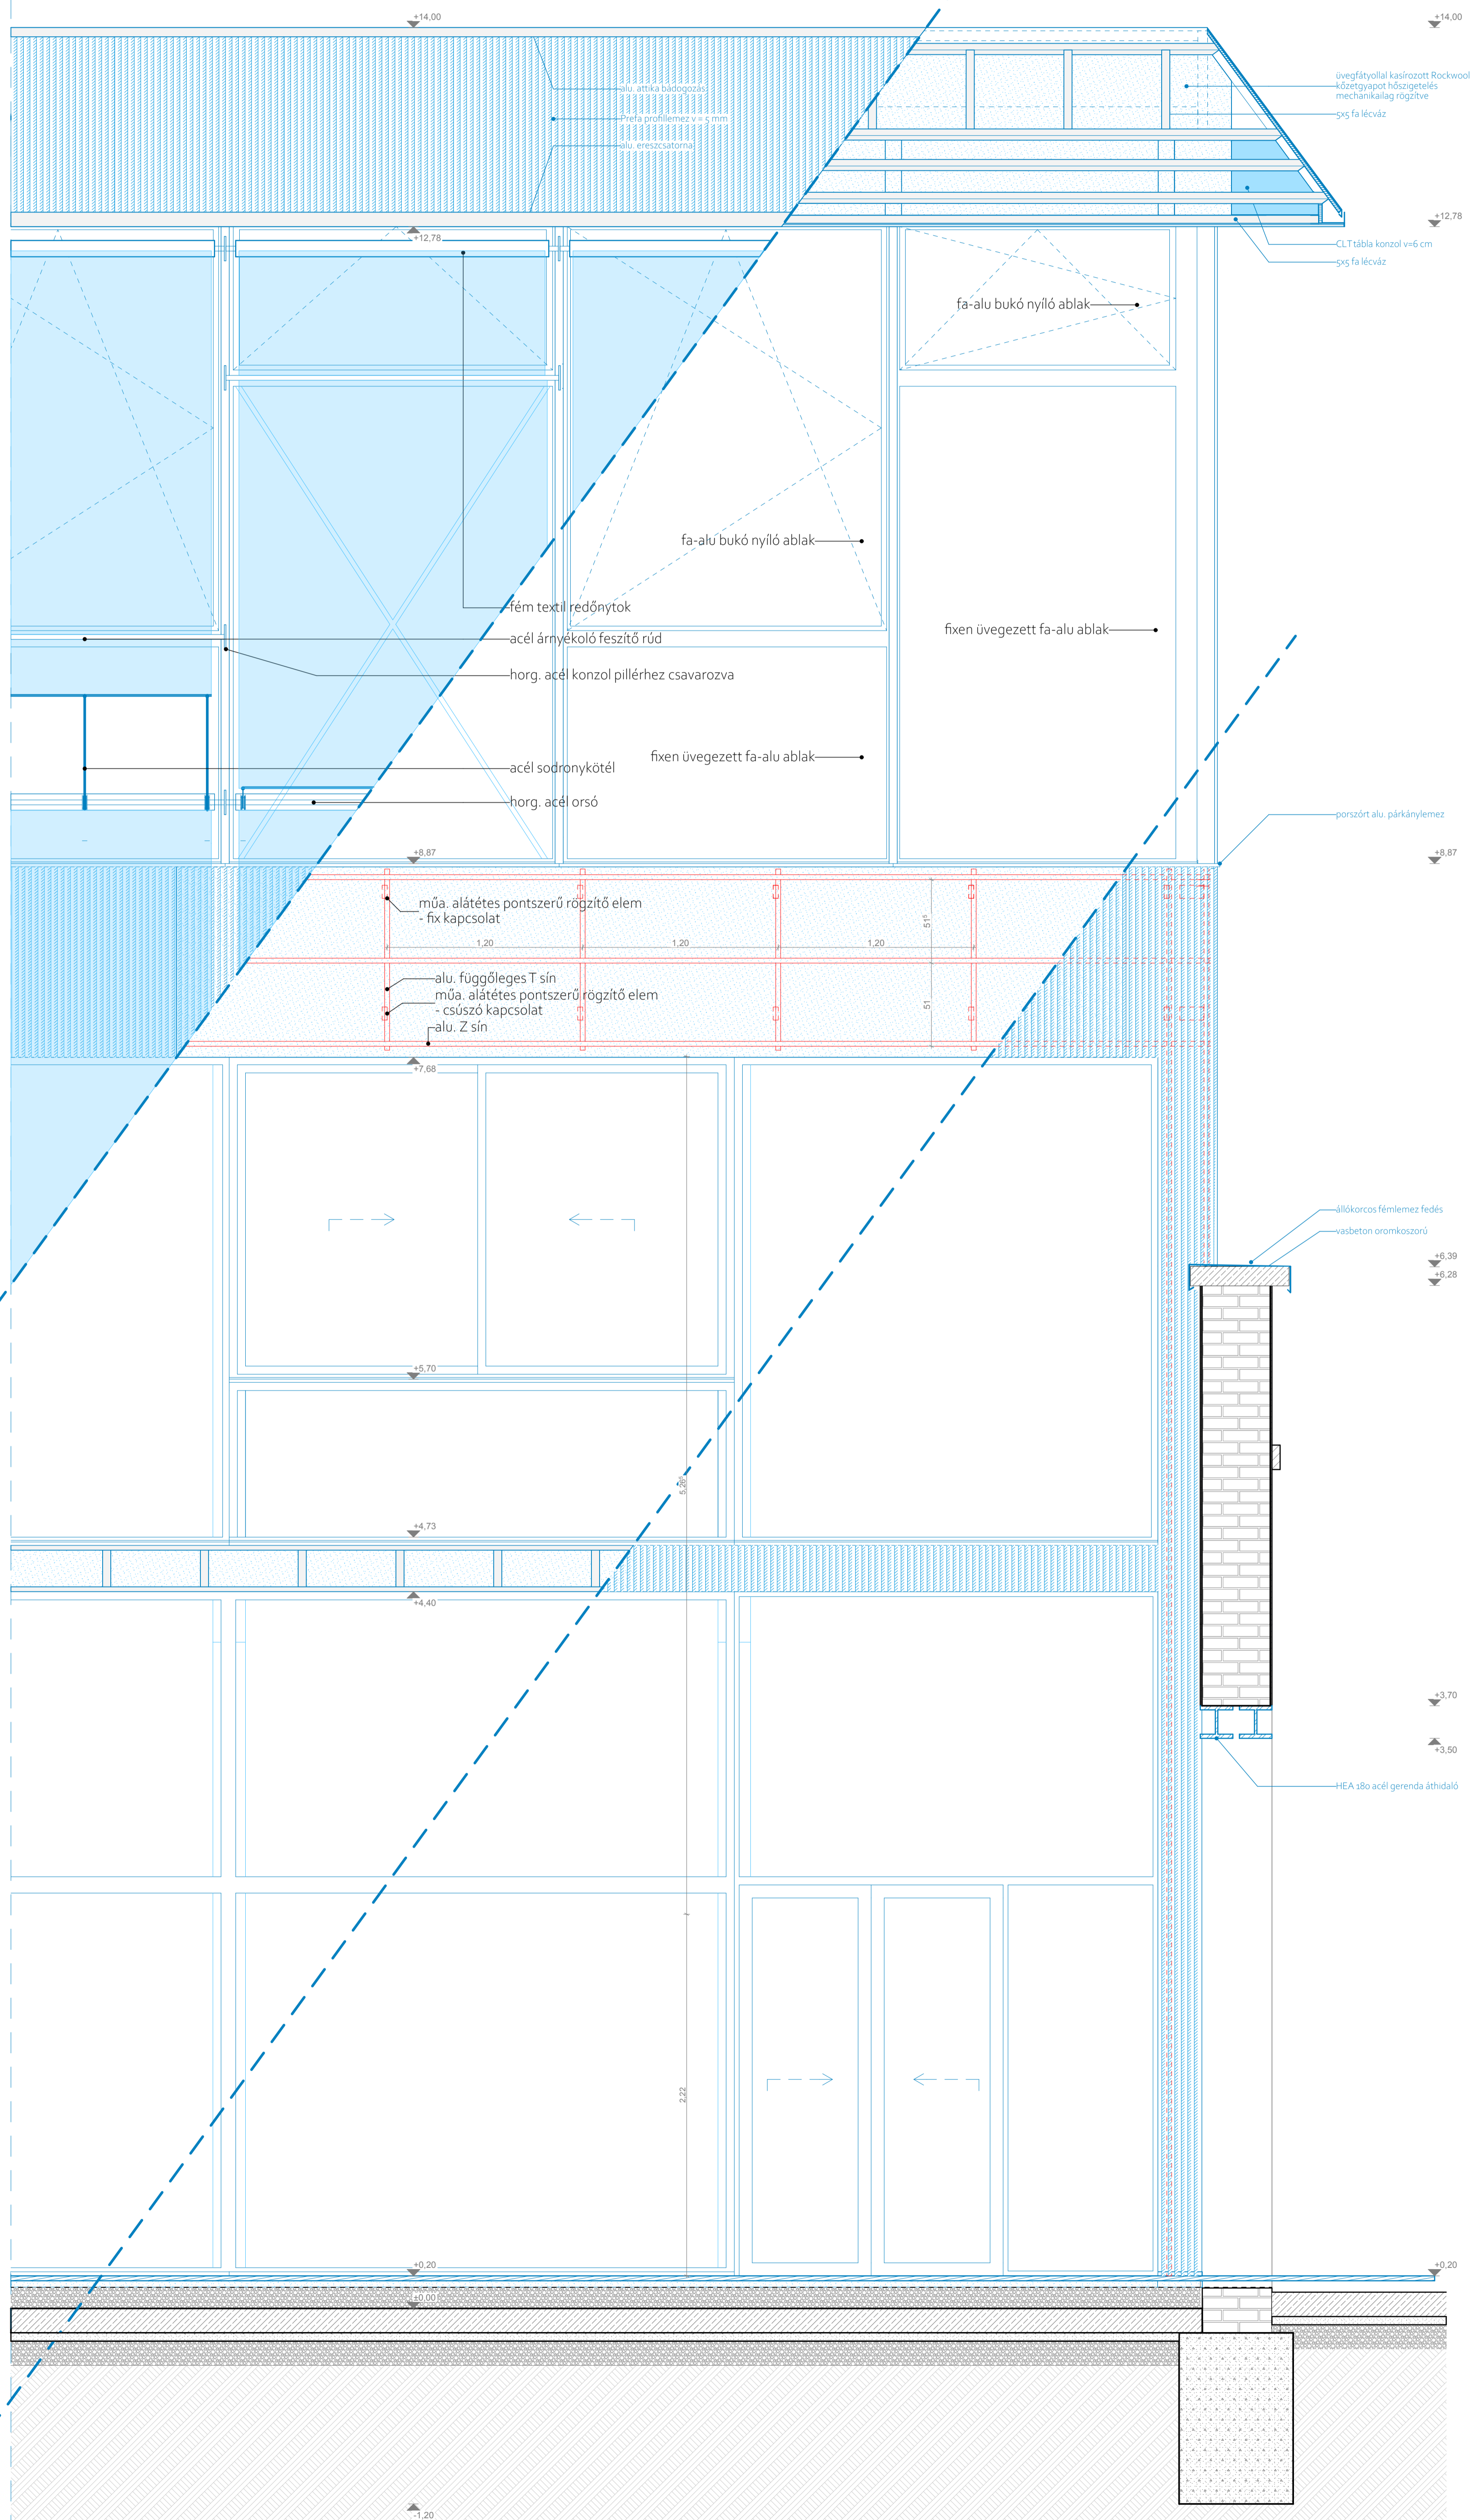 +14,00
+14,00
üvegfátyollal kasírozott Rockwool
kőzetgyapot hőszigetelés
mechanikailag rögzítve
alu. attika bádogozás
5x5 fa lécváz
Prefa profillemez v = 5 mm
alu. ereszcsatorna
+12,78
+12,78
CLT tábla konzol v=6 cm
5x5 fa lécváz
fa-alu bukó nyíló ablak
fa-alu bukó nyíló ablak
fém textil redőnytok
fixen üvegezett fa-alu ablak
acél árnyékoló feszítő rúd
horg. acél konzol pillérhez csavarozva
fixen üvegezett fa-alu ablak
acél sodronykötél
horg. acél orsó
porszórt alu. párkánylemez
+8,87
+8,87
műa. alátétes pontszerű rögzítő elem
- fix kapcsolat
51⁵
1,20
1,20
1,20
alu. függőleges T sín
műa. alátétes pontszerű rögzítő elem
- csúszó kapcsolat
51
alu. Z sín
+7,68
állókorcos fémlemez fedés
vasbeton oromkoszorú
+6,39
+6,28
+5,70
5,26⁵
+4,73
+4,40
+3,70
+3,50
HEA 180 acél gerenda áthidaló
2,22
+0,20
+0,20
±0,00
-1,20